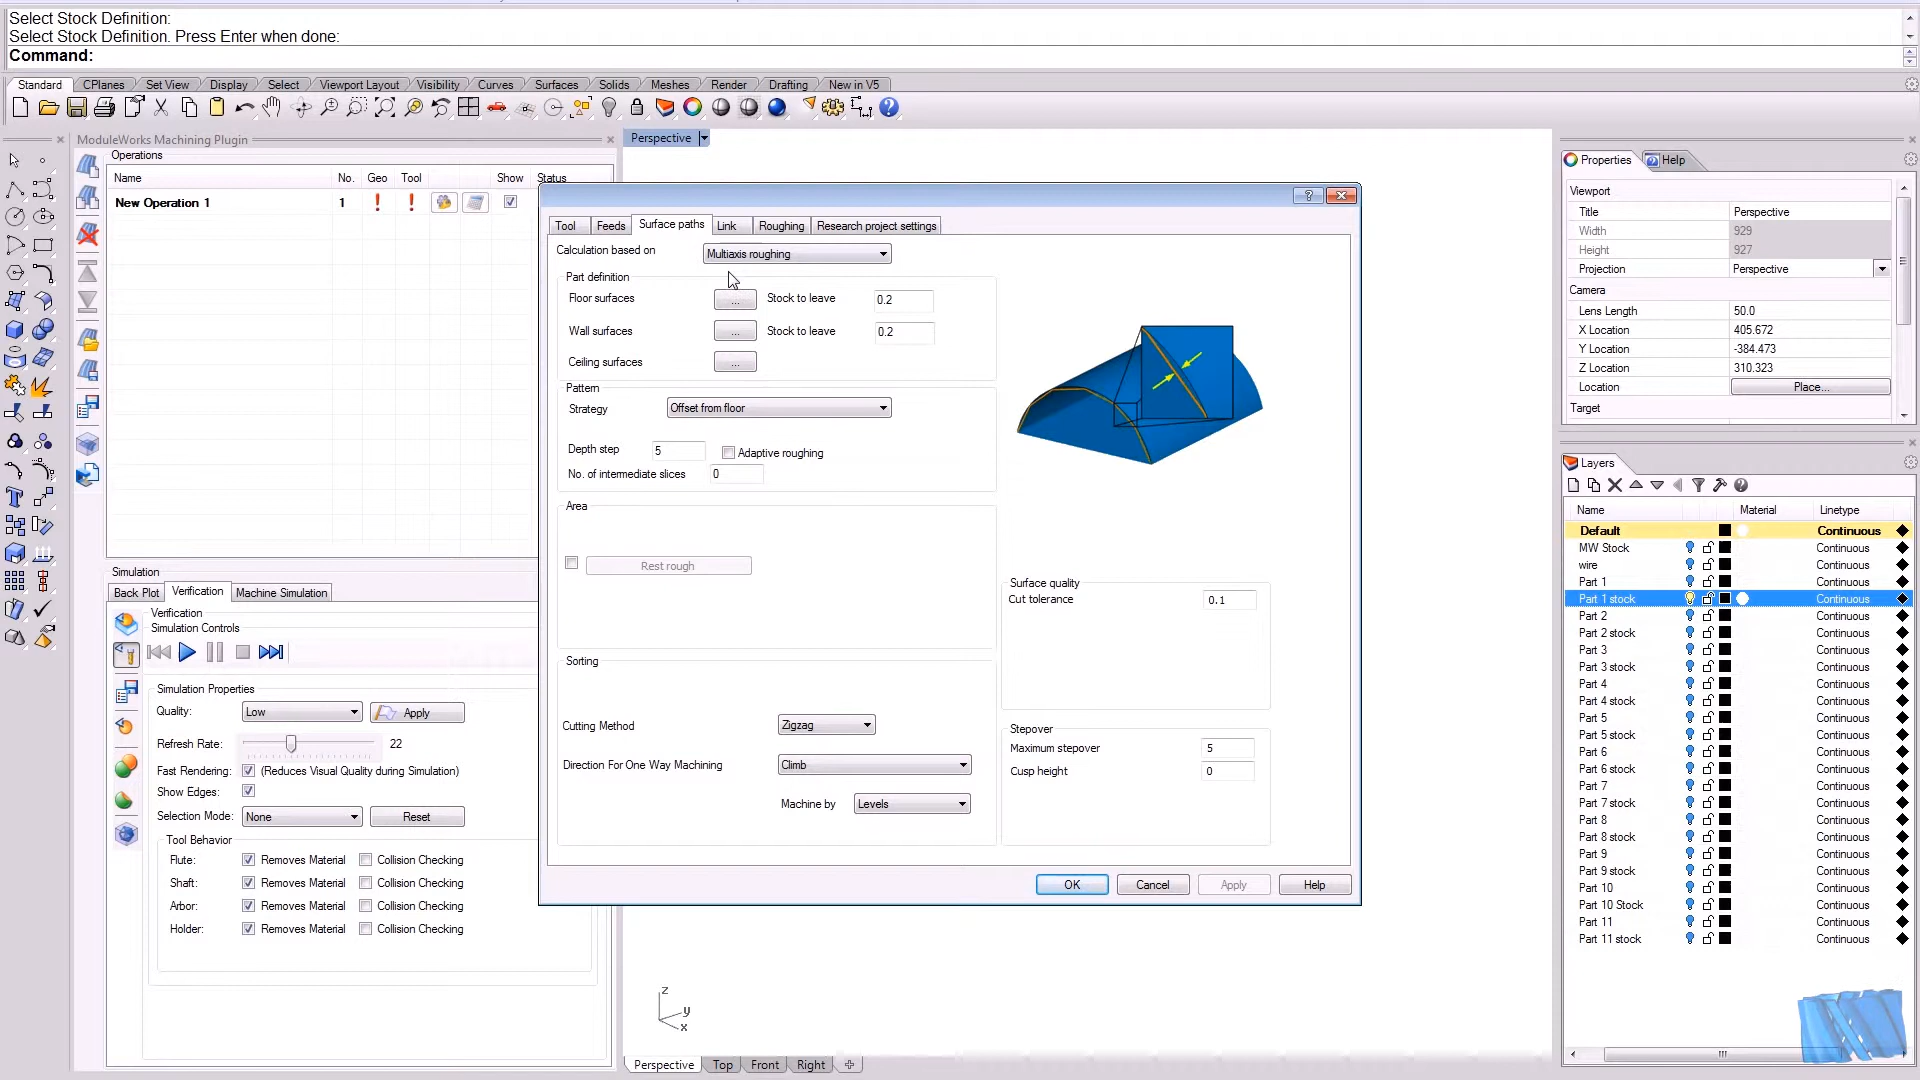 Select Stock Definition:
Select Stock Definition. Press Enter when done:
Command:
Standard CPlanes Set View Display Select Viewport Layout Visibility Curves Surfaces Solids Meshes Render Drafting New in V5
ModuleWorks Machining Plugin
Operations
Name No. Geo Tool Show Status
New Operation 1 1
Simulation
Back Plot Verification Machine Simulation
Verification
Simulation Controls
Simulation Properties
Quality: Low Apply
Refresh Rate: 22
Fast Rendering: (Reduces Visual Quality during Simulation)
Show Edges:
Selection Mode: None Reset
Tool Behavior
Flute: Removes Material Collision Checking
Shaft: Removes Material Collision Checking
Arbor: Removes Material Collision Checking
Holder: Removes Material Collision Checking
Perspective
Tool Feeds Surface paths Link Roughing Research project settings
Calculation based on Multiaxis roughing
Part definition
Floor surfaces ... Stock to leave 0.2
Wall surfaces ... Stock to leave 0.2
Ceiling surfaces ...
Pattern
Strategy Offset from floor
Depth step 5 Adaptive roughing
No. of intermediate slices 0
Area
Rest rough
Sorting
Cutting Method Zigzag
Direction For One Way Machining Climb
Machine by Levels
Surface quality
Cut tolerance 0.1
Stepover
Maximum stepover 5
Cusp height 0
OK Cancel Apply Help
z
y
x
Perspective Top Front Right
Properties Help
Viewport
Title Perspective
Width 929
Height 927
Projection Perspective
Camera
Lens Length 50.0
X Location 405.672
Y Location -384.473
Z Location 310.323
Location Place...
Target
Layers
Name Material Linetype
Default Continuous
MW Stock Continuous
wire Continuous
Part 1 Continuous
Part 1 stock Continuous
Part 2 Continuous
Part 2 stock Continuous
Part 3 Continuous
Part 3 stock Continuous
Part 4 Continuous
Part 4 stock Continuous
Part 5 Continuous
Part 5 stock Continuous
Part 6 Continuous
Part 6 stock Continuous
Part 7 Continuous
Part 7 stock Continuous
Part 8 Continuous
Part 8 stock Continuous
Part 9 Continuous
Part 9 stock Continuous
Part 10 Continuous
Part 10 Stock Continuous
Part 11 Continuous
Part 11 stock Continuous